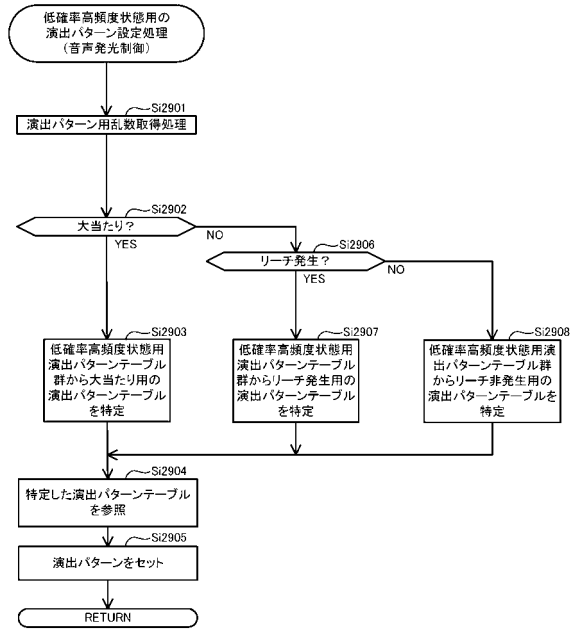 低確率高頻度状態用の
演出パターン設定処理
(音声発光制御)
Si2901
演出パターン用乱数取得処理
Si2902
大当たり?
YES
NO
Si2906
リーチ発生?
YES
NO
Si2903
低確率高頻度状態用
演出パターンテーブル
群から大当たり用の
演出パターンテーブル
を特定
Si2907
低確率高頻度状態用
演出パターンテーブル
群からリーチ発生用の
演出パターンテーブル
を特定
Si2908
低確率高頻度状態用演
出パターンテーブル群
からリーチ非発生用の
演出パターンテーブルを
特定
Si2904
特定した演出パターンテーブル
を参照
Si2905
演出パターンをセット
RETURN